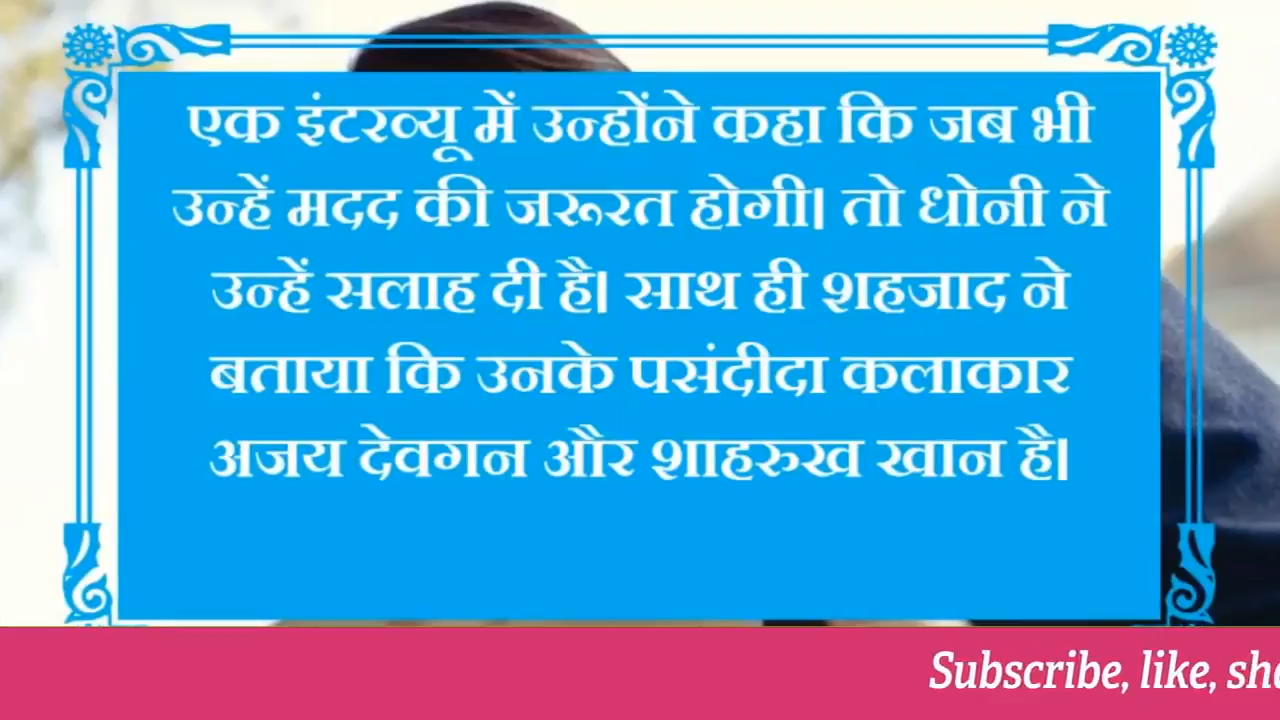 एक इंटरव्यू में उन्होंने कहा कि जब भी
उन्हें मदद की जरूरत होगी। तो धोनी ने
उन्हें सलाह दी है। साथ ही शहजाद ने
बताया कि उनके पसंदीदा कलाकार
अजय देवगन और शाहरुख खान है।
Subscribe, like, sha